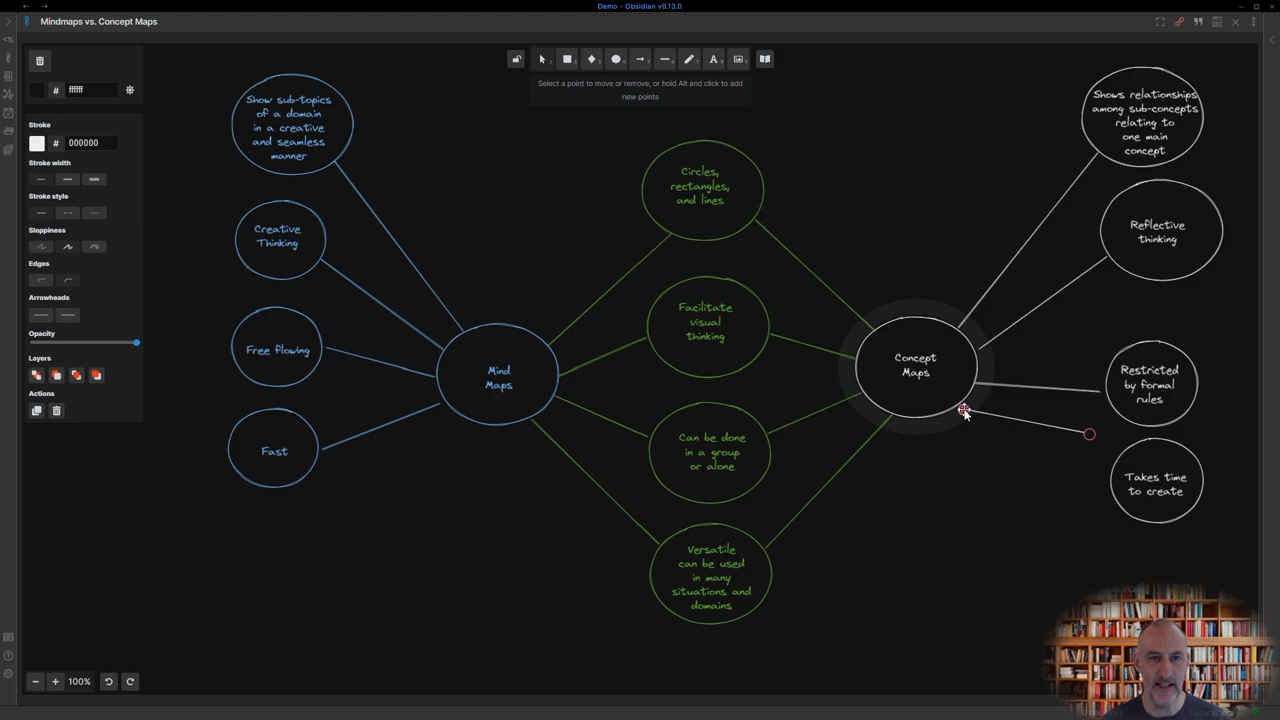 Demo - Obsidian v0.13.0
Mindmaps vs. Concept Maps
Select a point to move or remove, or hold Alt and click to add
new points
# ffffff
Stroke
# 000000
Stroke width
Stroke style
Sloppiness
Edges
Arrowheads
Opacity
Layers
Actions
100%
Show sub-topics
of a domain
in a creative
and seamless
manner
Creative
Thinking
Free flowing
Fast
Mind
Maps
Circles,
rectangles,
and lines
Facilitate
visual
thinking
Can be done
in a group
or alone
Versatile
can be used
in many
situations and
domains
Concept
Maps
Shows relationships
among sub-concepts
relating to
one main
concept
Reflective
thinking
Restricted
by formal
rules
Takes time
to create